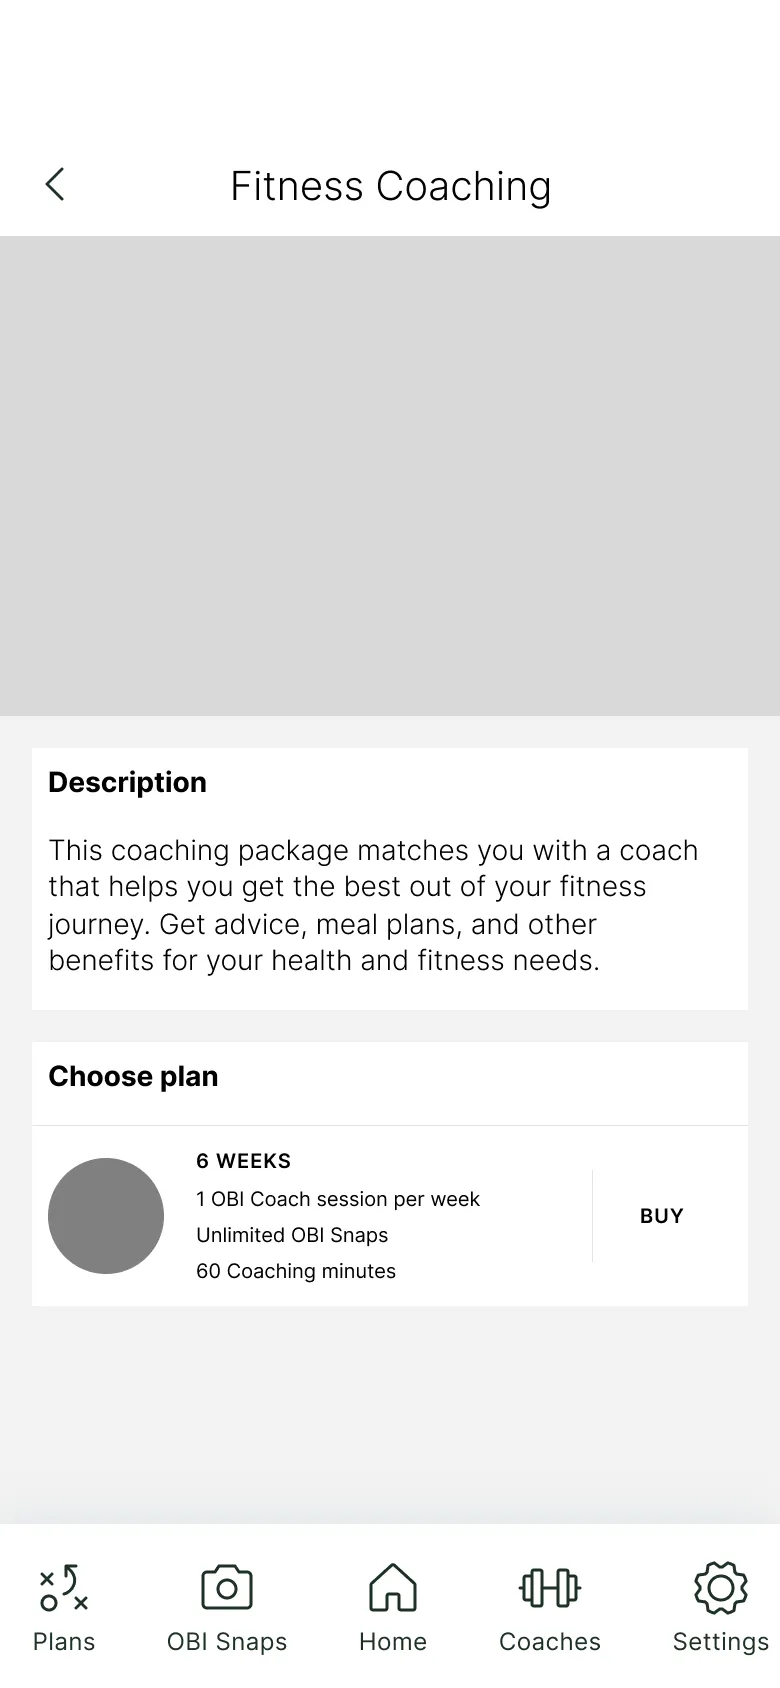 Fitness Coaching
Description
This coaching package matches you with a coach
that helps you get the best out of your fitness
journey. Get advice, meal plans, and other
benefits for your health and fitness needs.
Choose plan
6 WEEKS
1 OBI Coach session per week
Unlimited OBI Snaps
60 Coaching minutes
BUY
Plans
OBI Snaps
Home
Coaches
Settings